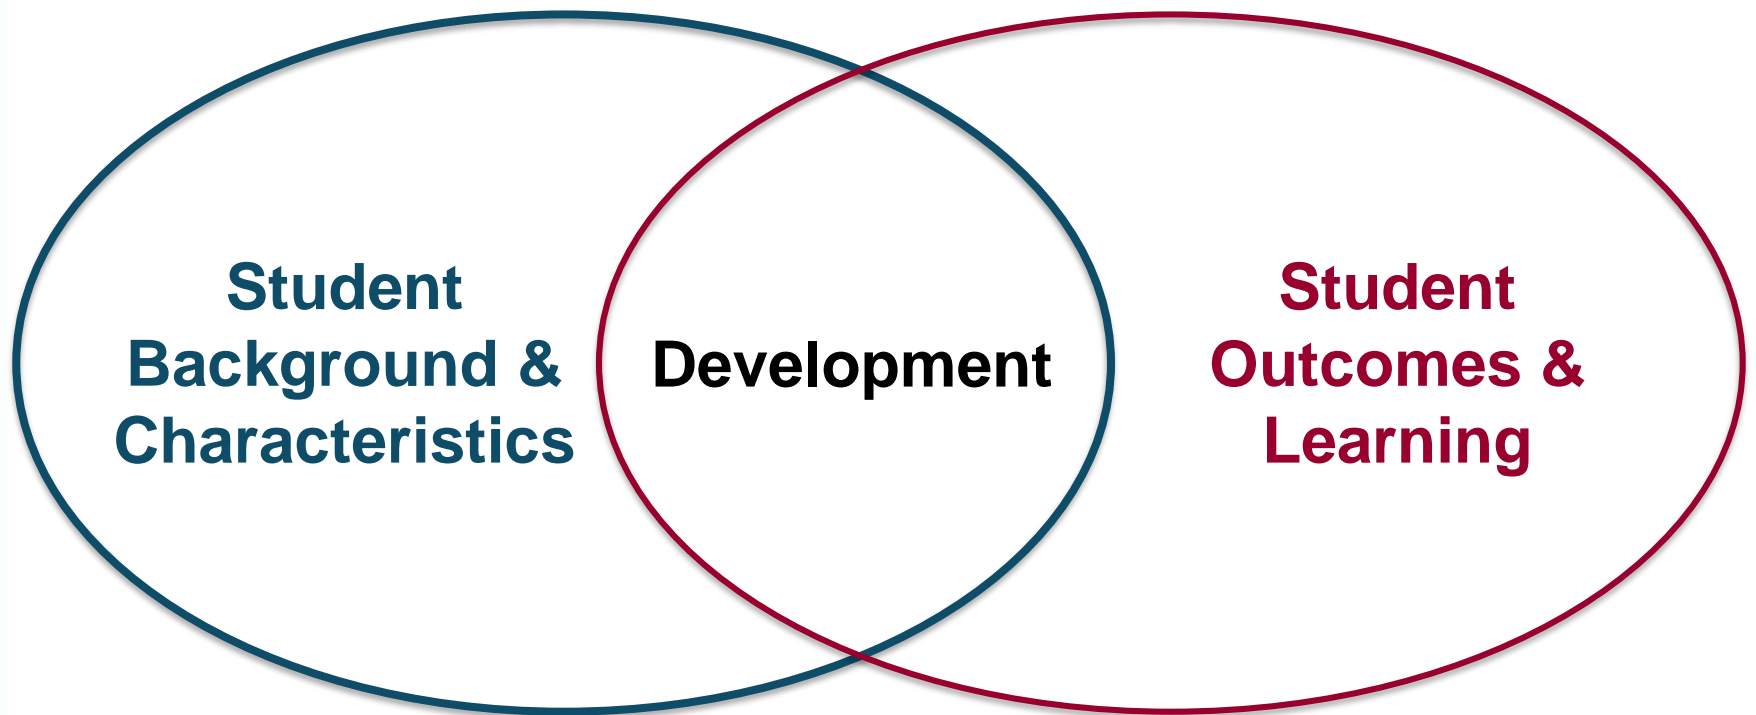 Student
Background &
Characteristics
Development
Student
Outcomes &
Learning